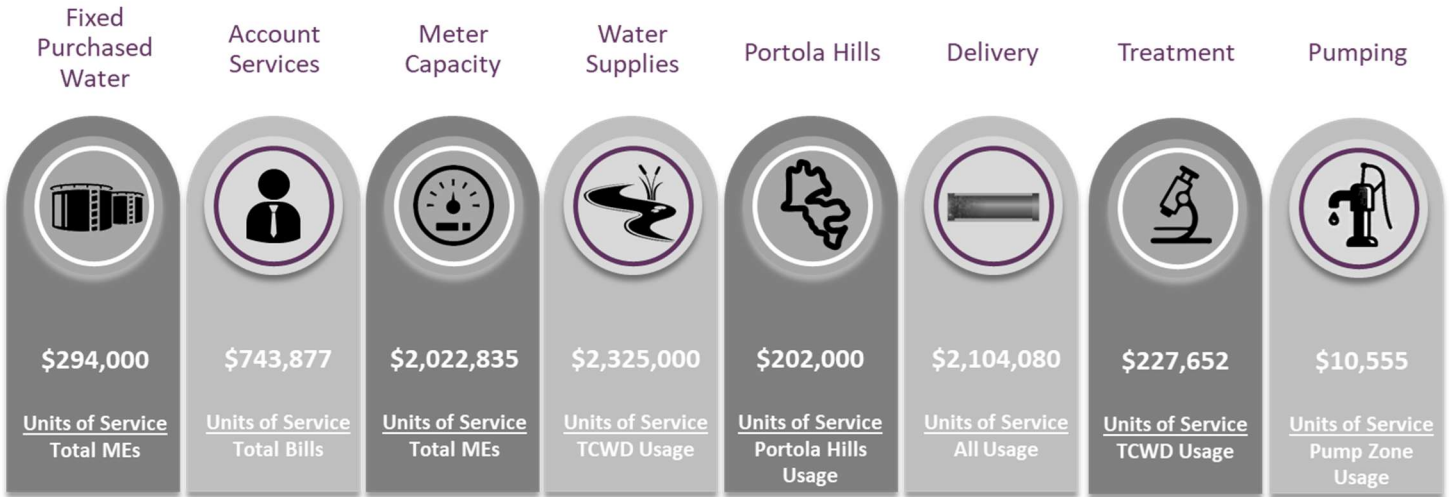 Fixed
Purchased
Water
Account
Services
Meter
Capacity
Water
Supplies
Portola Hills
Delivery
Treatment
Pumping
$294,000
Units of Service
Total MEs
$743,877
Units of Service
Total Bills
$2,022,835
Units of Service
Total MEs
$2,325,000
Units of Service
TCWD Usage
$202,000
Units of Service
Portola Hills
Usage
$2,104,080
Units of Service
All Usage
$227,652
Units of Service
TCWD Usage
$10,555
Units of Service
Pump Zone
Usage